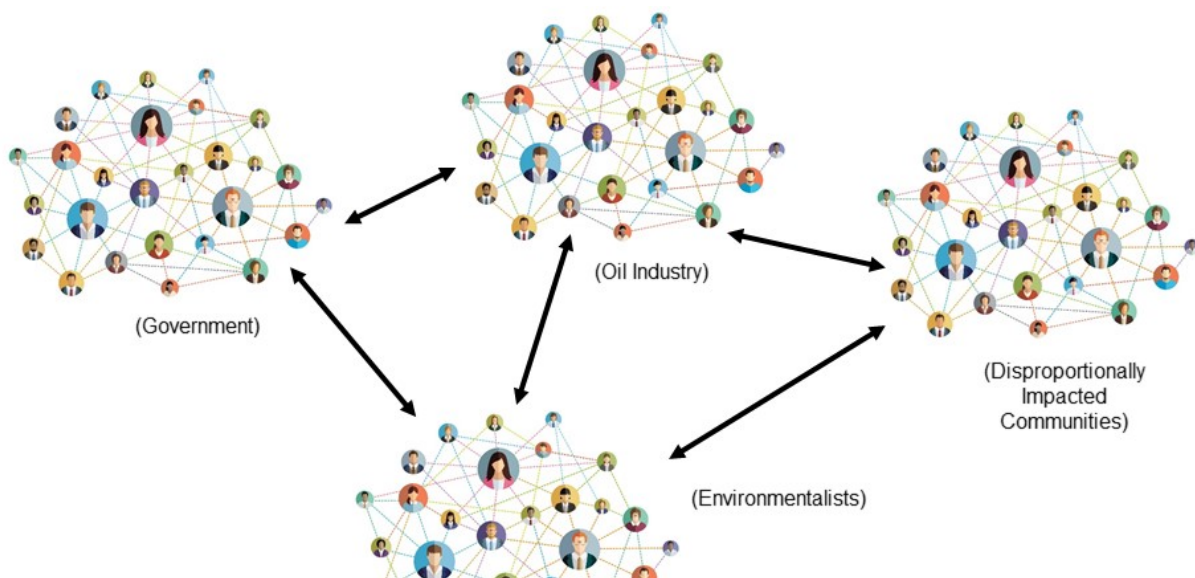 (Oil Industry)
(Government)
(Disproportionally
Impacted
Communities)
(Environmentalists)